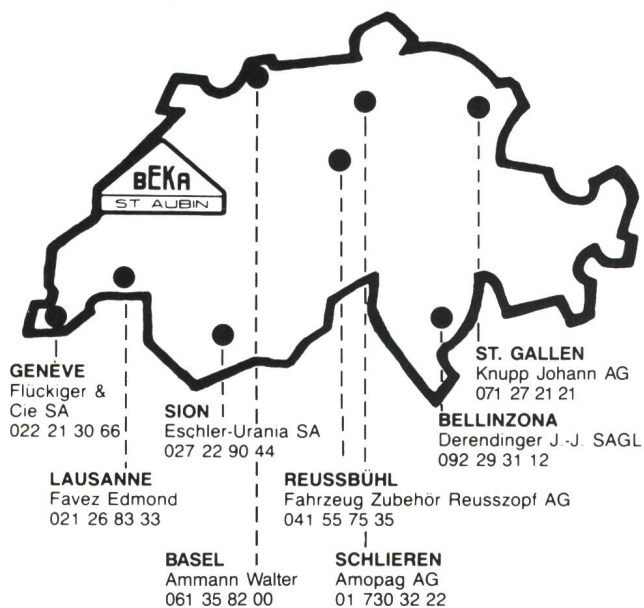 BEKA
ST AUBIN
GENÈVE
Flückiger &
Cie SA
022 21 30 66
SION
Eschler-Urania SA
027 22 90 44
ST. GALLEN
Knupp Johann AG
071 27 21 21
BELLINZONA
Derendinger J.-J. SAGL
092 29 31 12
LAUSANNE
Favez Edmond
021 26 83 33
REUSSBÜHL
Fahrzeug Zubehör Reusszopf AG
041 55 75 35
BASEL
Ammann Walter
061 35 82 00
SCHLIEREN
Amopag AG
01 730 32 22